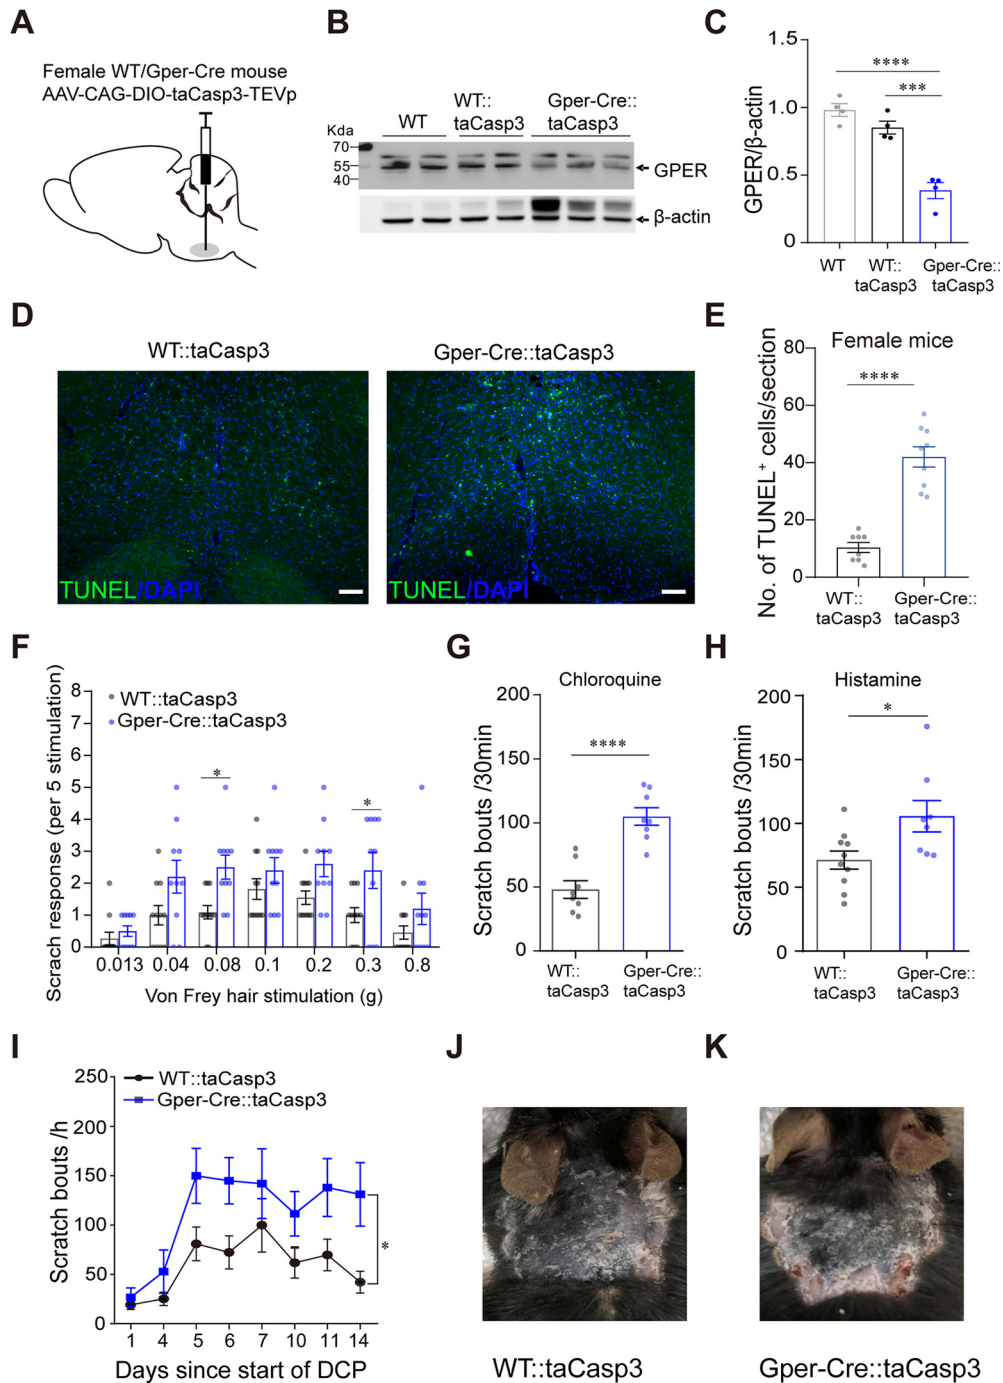 A
Female WT/Gper-Cre mouse
AAV-CAG-DIO-taCasp3-TEVp
B
WT
WT::
taCasp3
Gper-Cre::
taCasp3
Kda
70
55
40
GPER
β-actin
C
GPER/β-actin
1.5
1.0
0.5
0
****
***
WT
WT::
taCasp3
Gper-Cre::
taCasp3
D
WT::taCasp3
Gper-Cre::taCasp3
TUNEL/DAPI
TUNEL/DAPI
E
Female mice
No. of TUNEL+ cells/section
80
60
40
20
0
****
WT::
taCasp3
Gper-Cre::
taCasp3
F
Scrach response (per 5 stimulation)
8
7
6
5
4
3
2
1
0
WT::taCasp3
Gper-Cre::taCasp3
*
*
0.013 0.04 0.08 0.1 0.2 0.3 0.8
Von Frey hair stimulation (g)
G
Chloroquine
Scratch bouts /30min
200
150
100
50
0
****
WT::
taCasp3
Gper-Cre::
taCasp3
H
Histamine
Scratch bouts /30min
200
150
100
50
0
*
WT::
taCasp3
Gper-Cre::
taCasp3
I
Scratch bouts /h
250
200
150
100
50
0
WT::taCasp3
Gper-Cre::taCasp3
*
1 4 5 6 7 10 11 14
Days since start of DCP
J
WT::taCasp3
K
Gper-Cre::taCasp3